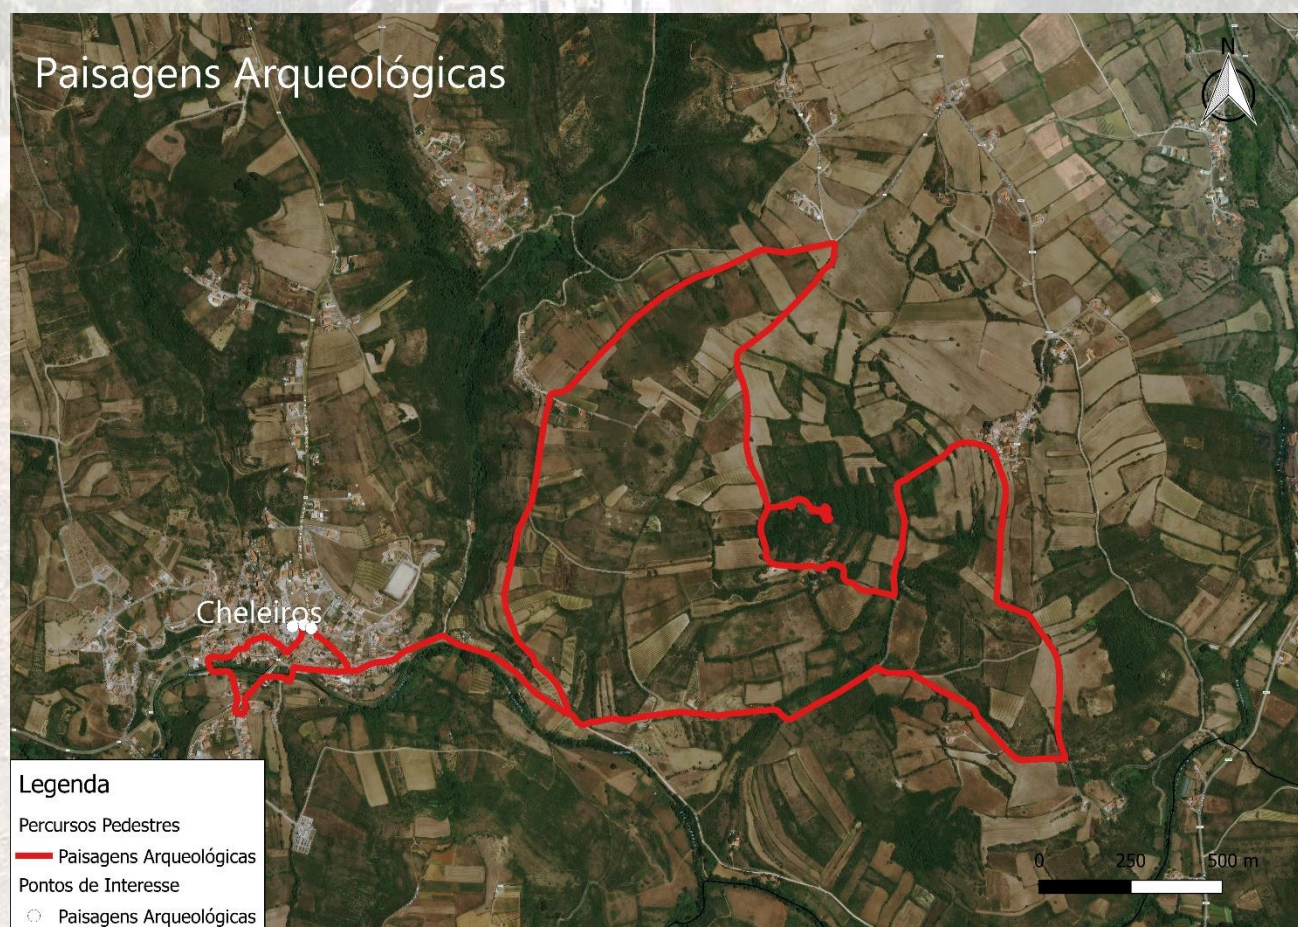 Paisagens Arqueológicas
N
Cheleiros
Legenda
Percursos Pedestres
Paisagens Arqueológicas
Pontos de Interesse
Paisagens Arqueológicas
0 250 500 m